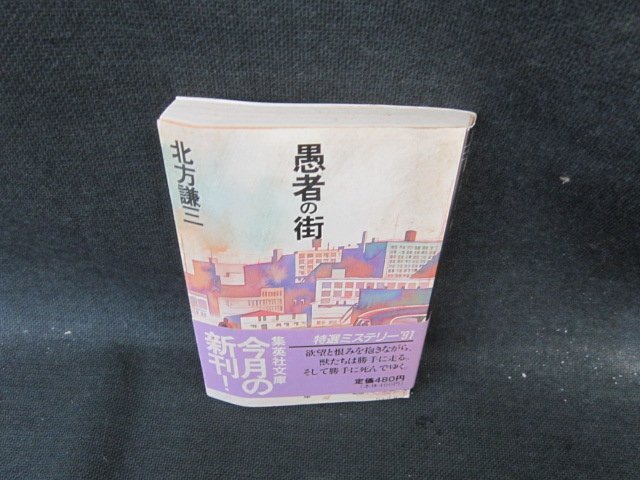 愚者の街
北方謙三
特選ミステリー'91
欲望と恨みを抱きながら、
獣たちは勝手に走る。
そして勝手に死んでゆく。
定価480円
集英社文庫
今月の
新刊!